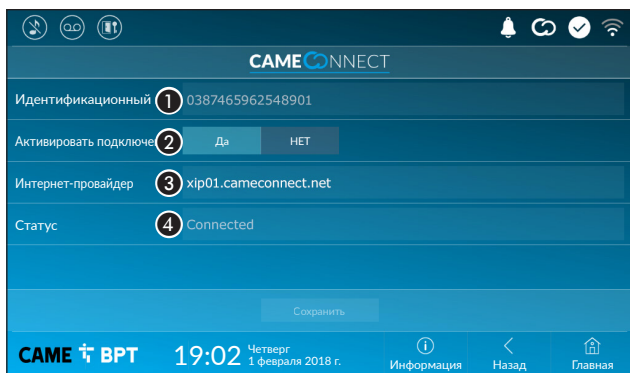 CAMECONNECT
Идентификационный 1 0387465962548901
Активировать подключе 2 Да НЕТ
Интернет-провайдер 3 xip01.cameconnect.net
Статус 4 Connected
Сохранить
CAME BPT 19:02 Четверг
1 февраля 2018 г.
Информация Назад Главная